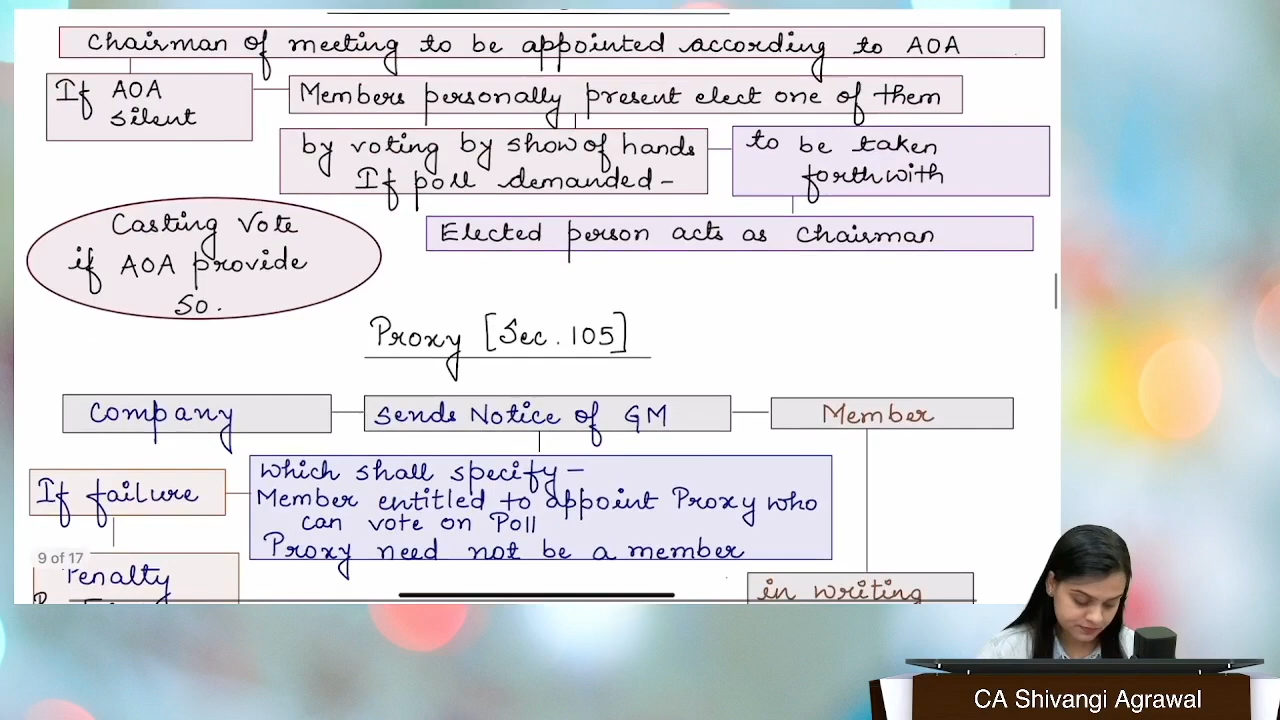 Chairman of meeting to be appointed according to AOA
If AOA
silent
Members personally present elect one of them
by voting by show of hands
If poll demanded -
to be taken
forthwith
Elected person acts as Chairman
Casting Vote
if AOA provide
so.
Proxy [Sec. 105]
Company
Sends Notice of GM
Member
If failure
which shall specify -
Member entitled to appoint Proxy who
can vote on Poll
Proxy need not be a member
9 of 17
Penalty
in writing
CA Shivangi Agrawal